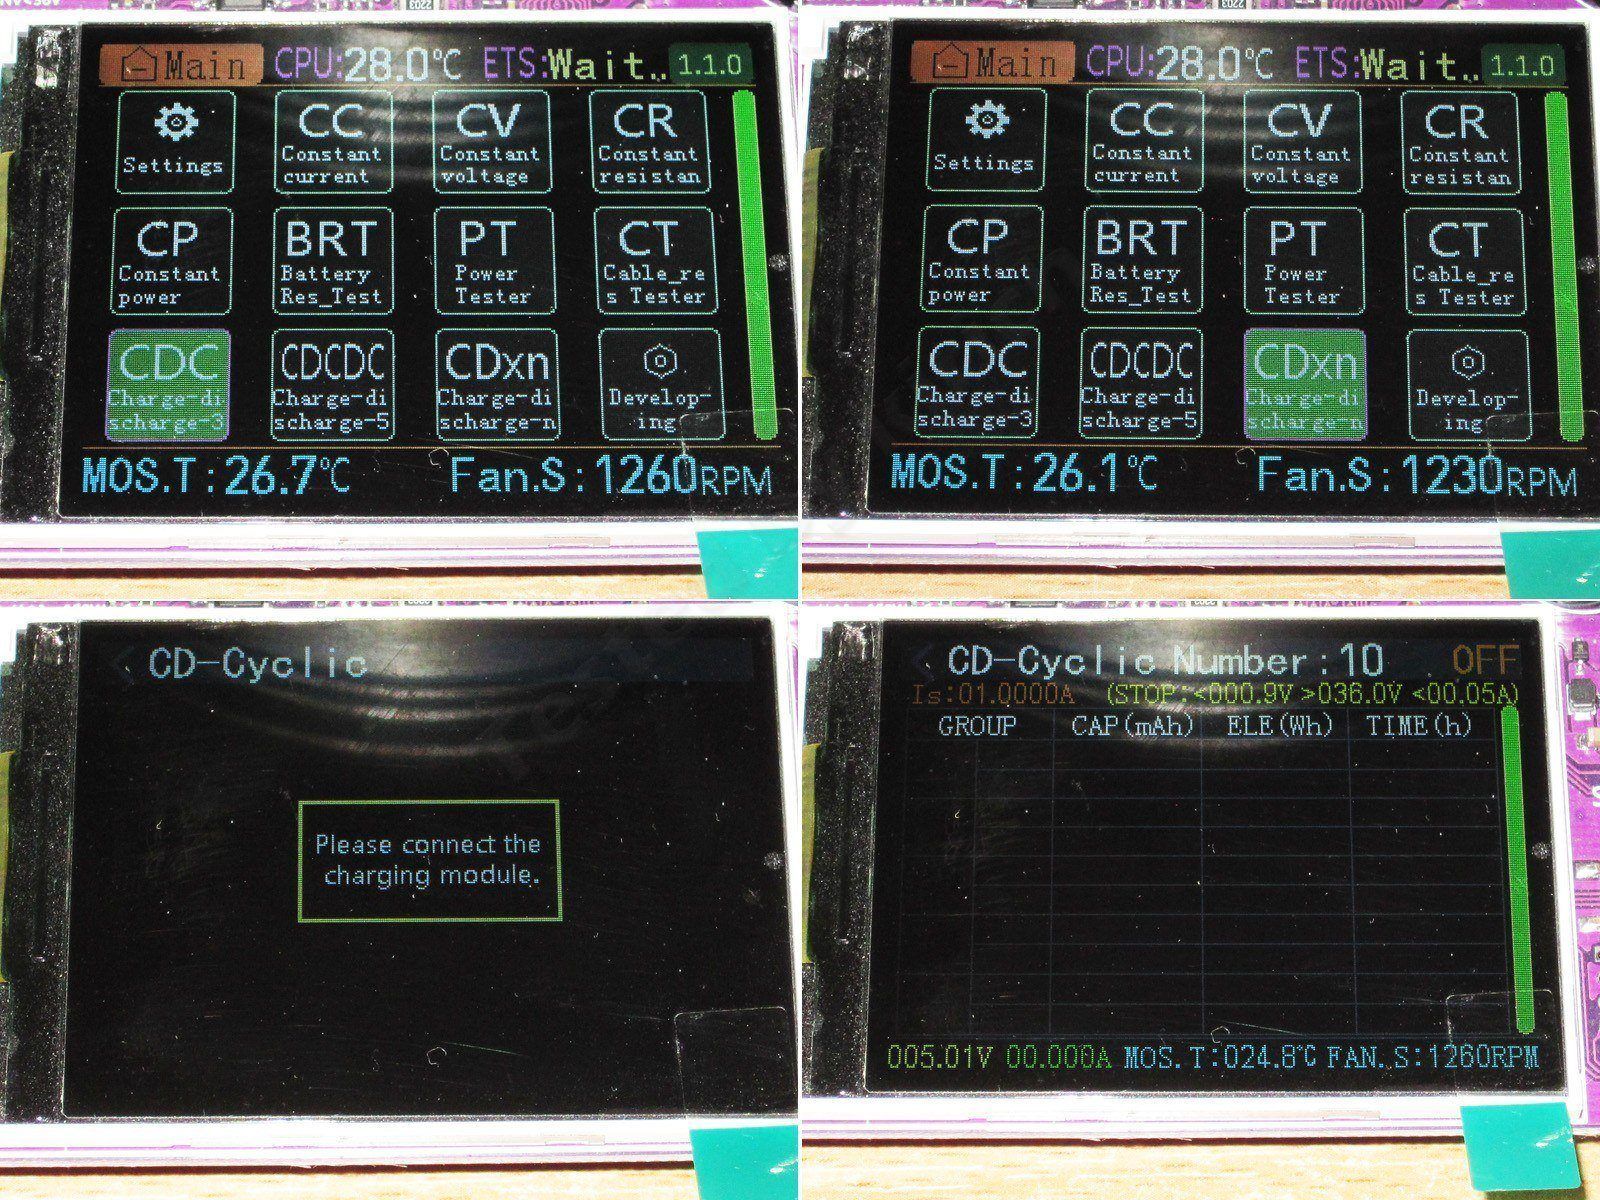 Main CPU:28.0℃ ETS:Wait.. 1.1.0
Settings
CC
Constant
current
CV
Constant
voltage
CR
Constant
resistan
CP
Constant
power
BRT
Battery
Res_Test
PT
Power
Tester
CT
Cable_re
s Tester
CDC
Charge-di
scharge-3
CDCDC
Charge-di
scharge-5
CDxn
Charge-di
scharge-n
Develop-
ing
MOS.T:26.7℃ Fan.S:1260RPM
Main CPU:28.0℃ ETS:Wait.. 1.1.0
Settings
CC
Constant
current
CV
Constant
voltage
CR
Constant
resistan
CP
Constant
power
BRT
Battery
Res_Test
PT
Power
Tester
CT
Cable_re
s Tester
CDC
Charge-di
scharge-3
CDCDC
Charge-di
scharge-5
CDxn
Charge-di
scharge-n
Develop-
ing
MOS.T:26.1℃ Fan.S:1230RPM
< CD-Cyclic
Please connect the
charging module.
< CD-Cyclic Number:10 OFF
Is:01.0000A (STOP:<000.9V >036.0V <00.05A)
GROUP CAP(mAh) ELE(Wh) TIME(h)
005.01V 00.000A MOS.T:024.8℃ FAN.S:1260RPM